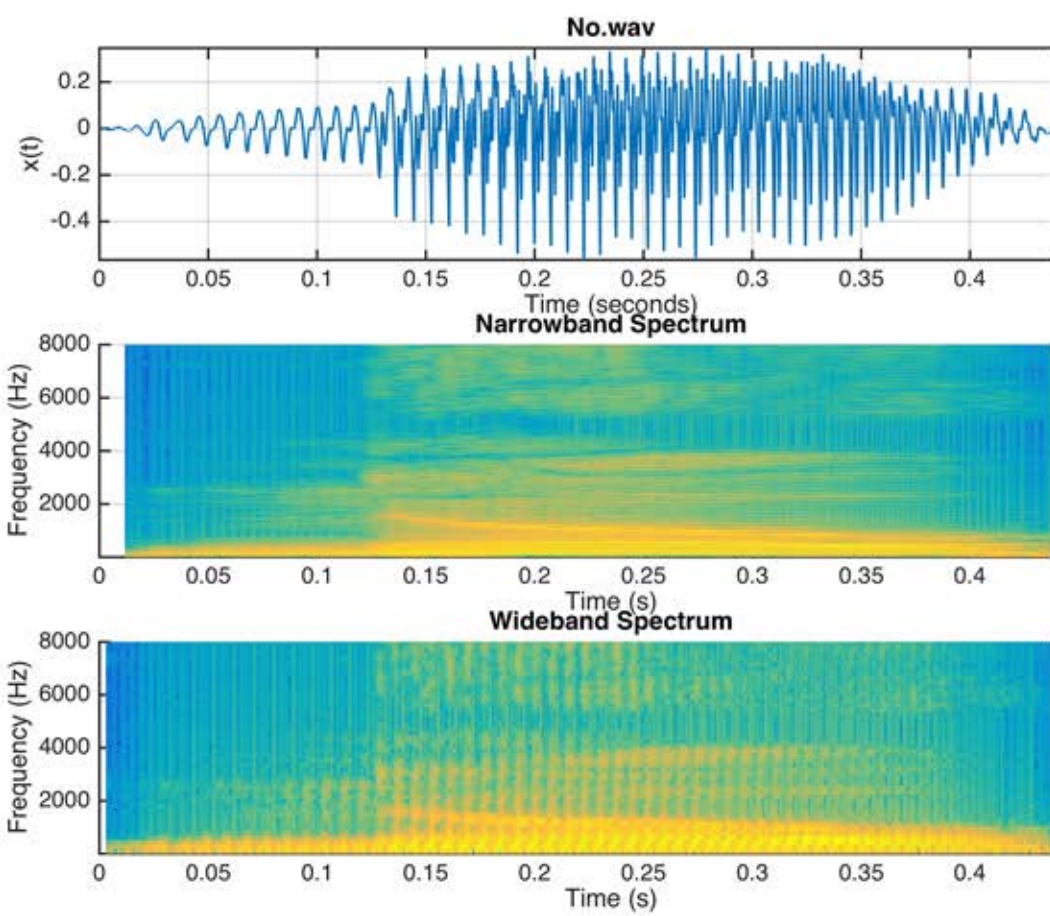 No.wav
x(t)
0.2
0
-0.2
-0.4
0 0.05 0.1 0.15 0.2 0.25 0.3 0.35 0.4
Time (seconds)
Narrowband Spectrum
Frequency (Hz)
8000
6000
4000
2000
0 0.05 0.1 0.15 0.2 0.25 0.3 0.35 0.4
Time (s)
Wideband Spectrum
Frequency (Hz)
8000
6000
4000
2000
0 0.05 0.1 0.15 0.2 0.25 0.3 0.35 0.4
Time (s)